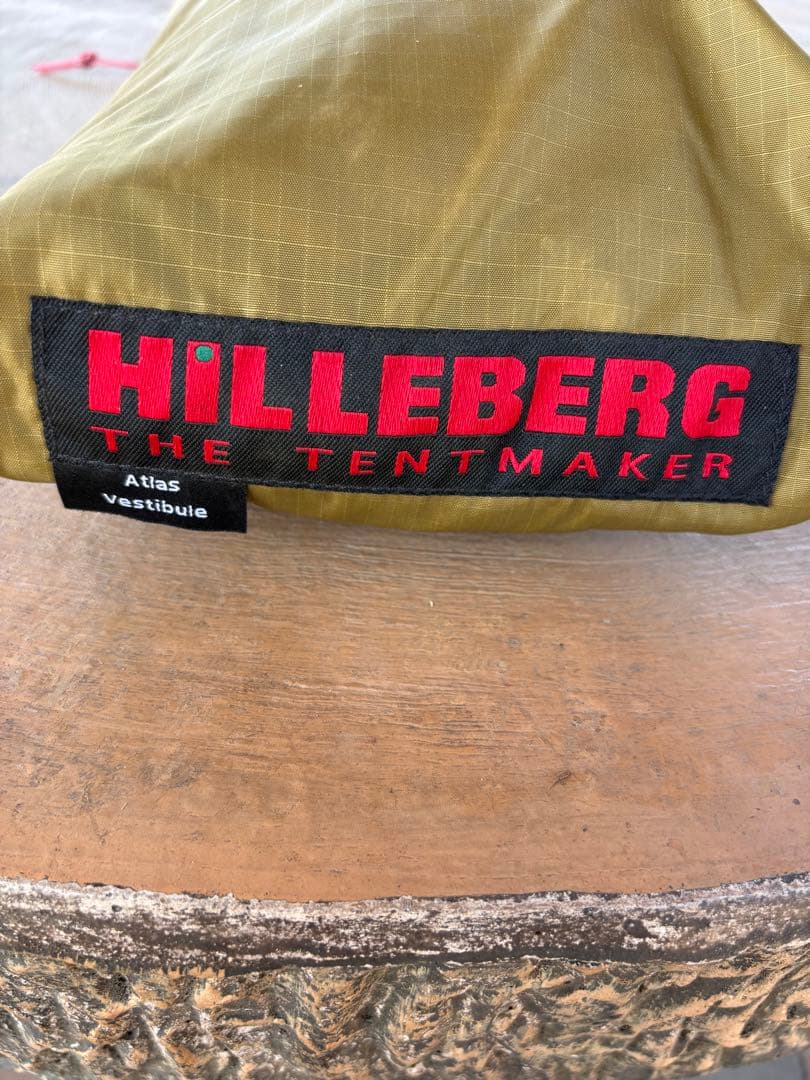 HiLLEBERG
THE TENTMAKER
Atlas
Vestibule